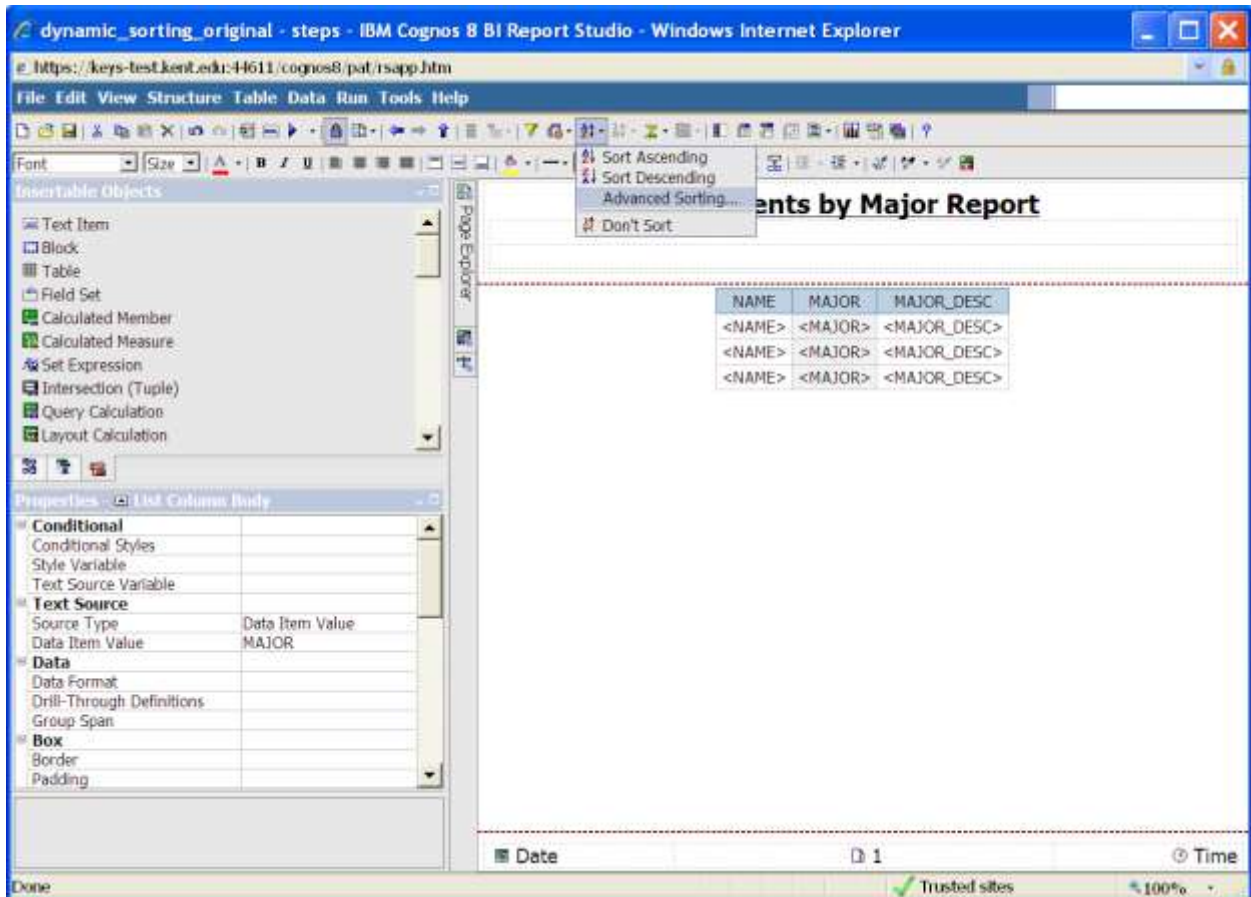 dynamic_sorting_original - steps - IBM Cognos 8 BI Report Studio - Windows Internet Explorer
https://keys-test.kent.edu:44611/cognos8/pat/rsapp.htm
File Edit View Structure Table Data Run Tools Help
Font Size A B I U
Sort Ascending
Sort Descending
Advanced Sorting...
Don't Sort
Insertable Objects
Text Item
Block
Table
Field Set
Calculated Member
Calculated Measure
Set Expression
Intersection (Tuple)
Query Calculation
Layout Calculation
Page Explorer
ents by Major Report
NAME MAJOR MAJOR_DESC
<NAME> <MAJOR> <MAJOR_DESC>
<NAME> <MAJOR> <MAJOR_DESC>
<NAME> <MAJOR> <MAJOR_DESC>
Properties - List Column Body
Conditional
Conditional Styles
Style Variable
Text Source Variable
Text Source
Source Type Data Item Value
Data Item Value MAJOR
Data
Data Format
Drill-Through Definitions
Group Span
Box
Border
Padding
Date 1 Time
Done Trusted sites 100%